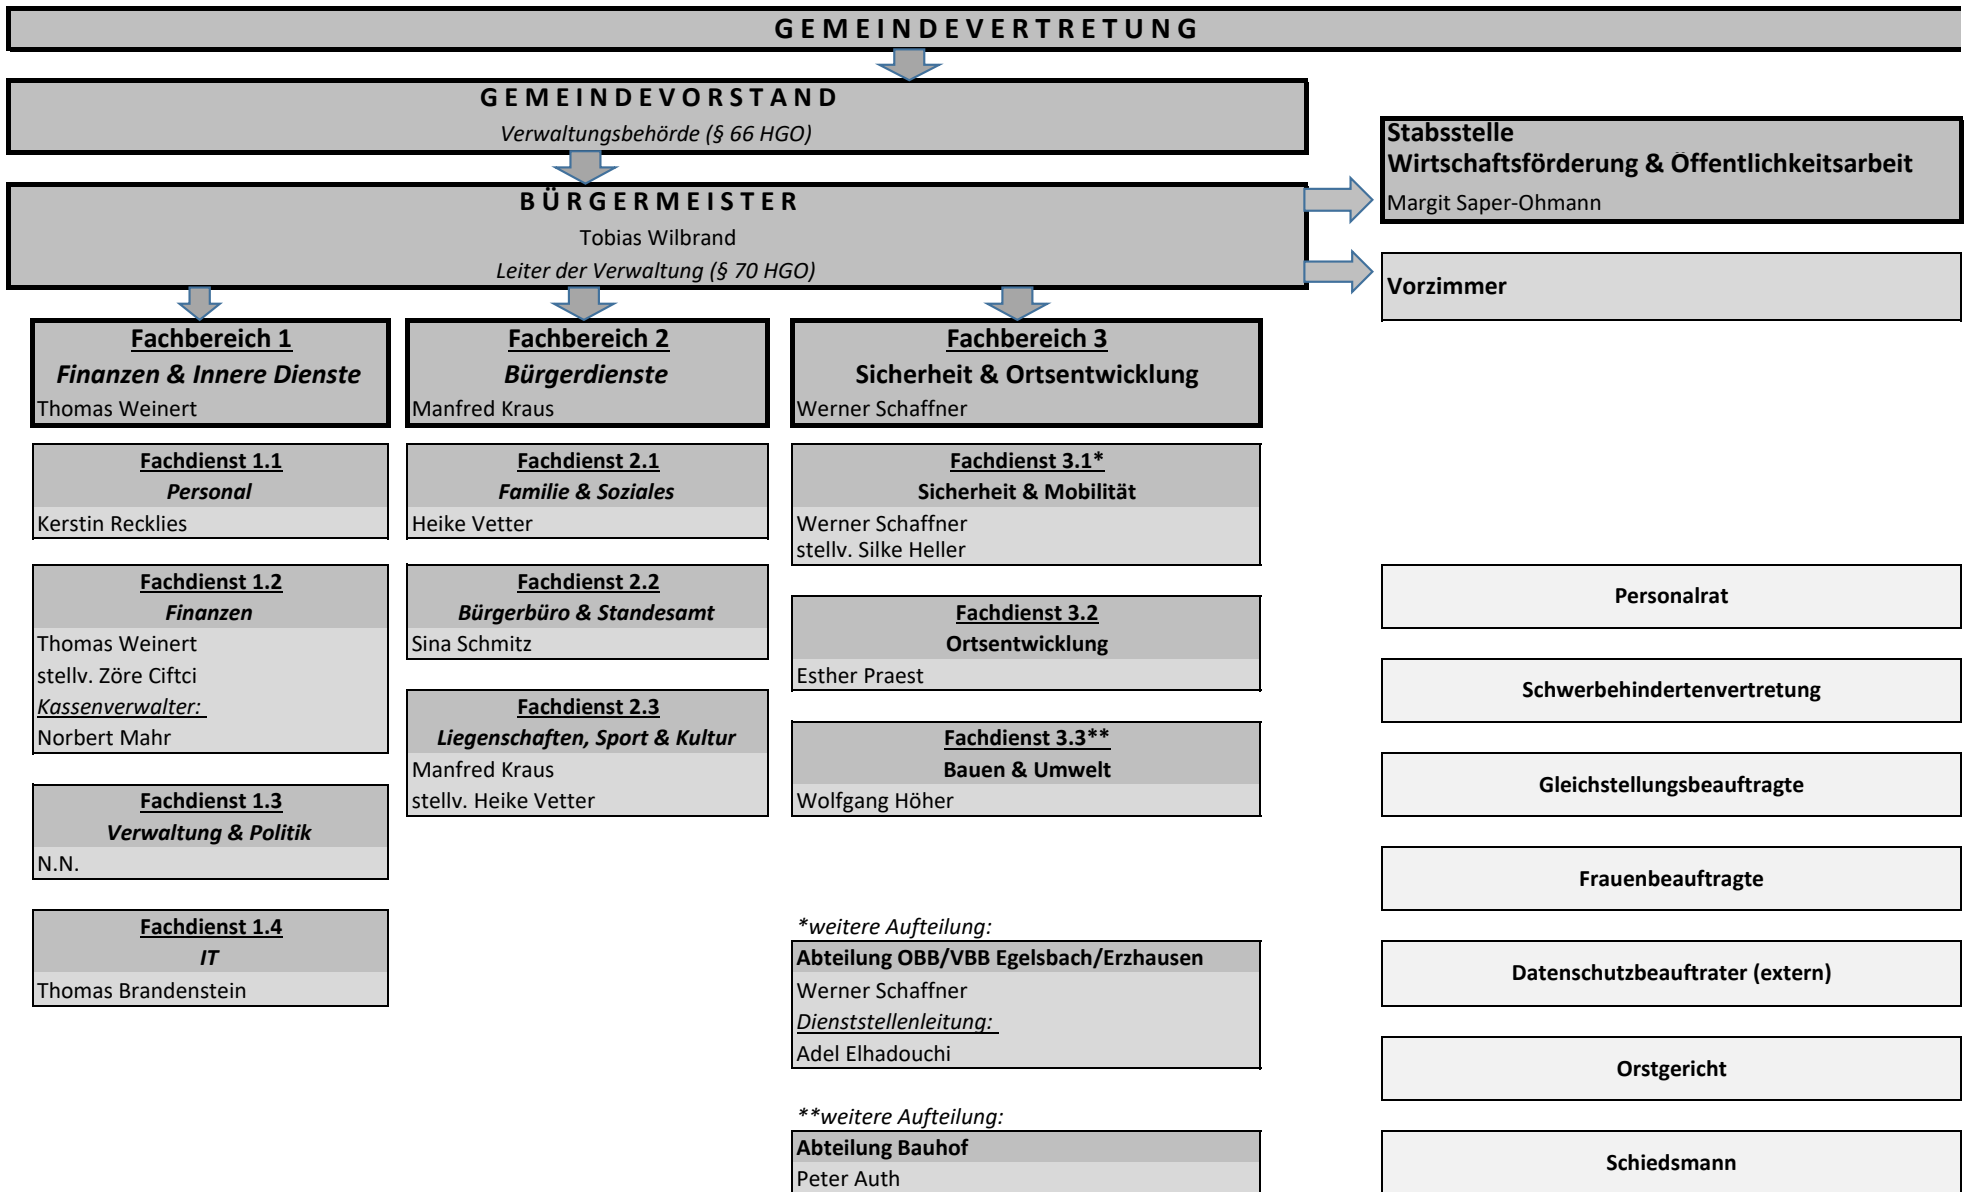 GEMEINDEVERTRETUNG
GEMEINDEVORSTAND
Verwaltungsbehörde (§ 66 HGO)
BÜRGERMEISTER
Tobias Wilbrand
Leiter der Verwaltung (§ 70 HGO)
Stabsstelle
Wirtschaftsförderung & Öffentlichkeitsarbeit
Margit Saper-Ohmann
Vorzimmer
Fachbereich 1
Finanzen & Innere Dienste
Thomas Weinert
Fachdienst 1.1
Personal
Kerstin Recklies
Fachdienst 1.2
Finanzen
Thomas Weinert
stellv. Zöre Ciftci
Kassenverwalter:
Norbert Mahr
Fachdienst 1.3
Verwaltung & Politik
N.N.
Fachdienst 1.4
IT
Thomas Brandenstein
Fachbereich 2
Bürgerdienste
Manfred Kraus
Fachdienst 2.1
Familie & Soziales
Heike Vetter
Fachdienst 2.2
Bürgerbüro & Standesamt
Sina Schmitz
Fachdienst 2.3
Liegenschaften, Sport & Kultur
Manfred Kraus
stellv. Heike Vetter
Fachbereich 3
Sicherheit & Ortsentwicklung
Werner Schaffner
Fachdienst 3.1*
Sicherheit & Mobilität
Werner Schaffner
stellv. Silke Heller
Fachdienst 3.2
Ortsentwicklung
Esther Praest
Fachdienst 3.3**
Bauen & Umwelt
Wolfgang Höher
*weitere Aufteilung:
Abteilung OBB/VBB Egelsbach/Erzhausen
Werner Schaffner
Dienststellenleitung:
Adel Elhadouchi
**weitere Aufteilung:
Abteilung Bauhof
Peter Auth
Personalrat
Schwerbehindertenvertretung
Gleichstellungsbeauftragte
Frauenbeauftragte
Datenschutzbeauftrater (extern)
Orstgericht
Schiedsmann